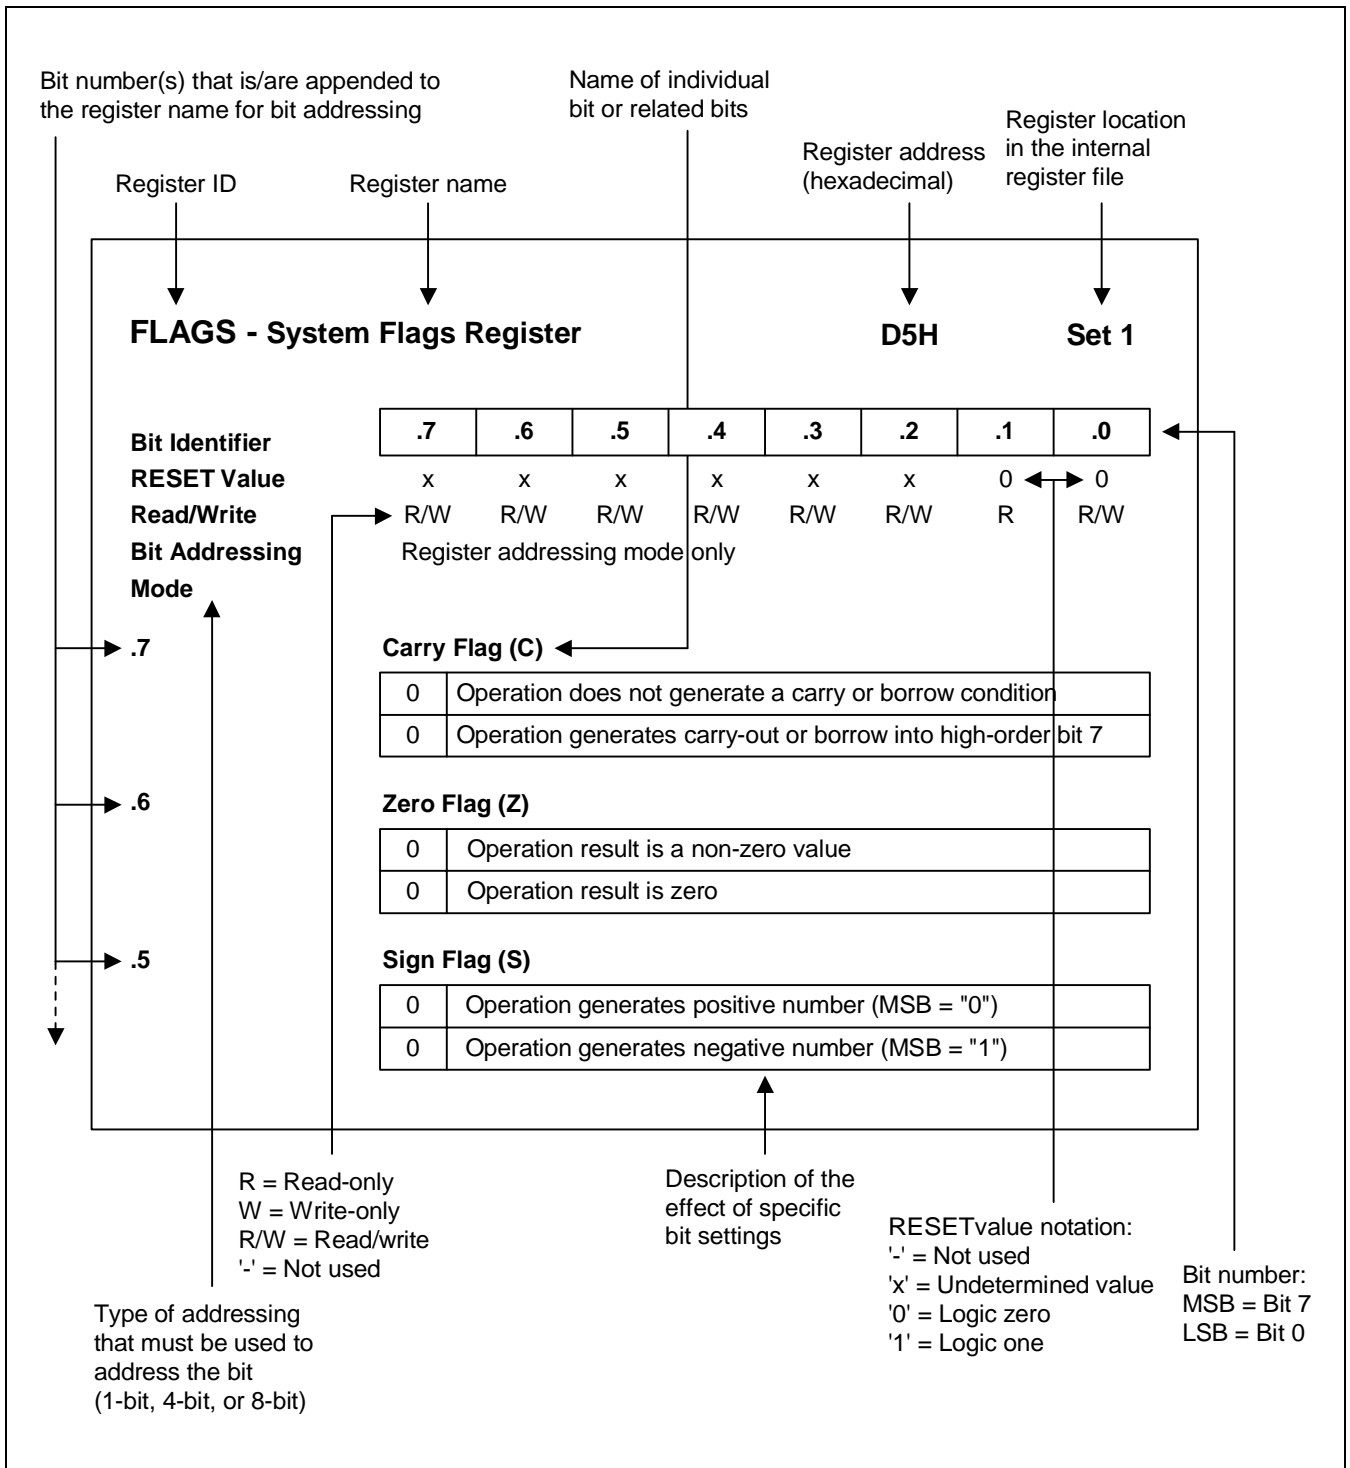 Bit number(s) that is/are appended to
the register name for bit addressing
Name of individual
bit or related bits
Register location
in the internal
register file
Register address
(hexadecimal)
Register ID
Register name
FLAGS - System Flags Register
D5H
Set 1
Bit Identifier .7 .6 .5 .4 .3 .2 .1 .0
RESET Value x x x x x x 0 0
Read/Write R/W R/W R/W R/W R/W R/W R R/W
Bit Addressing Register addressing mode only
Mode
.7 Carry Flag (C)
0 Operation does not generate a carry or borrow condition
0 Operation generates carry-out or borrow into high-order bit 7
.6 Zero Flag (Z)
0 Operation result is a non-zero value
0 Operation result is zero
.5 Sign Flag (S)
0 Operation generates positive number (MSB = "0")
0 Operation generates negative number (MSB = "1")
R = Read-only
W = Write-only
R/W = Read/write
'-' = Not used
Description of the
effect of specific
bit settings
RESETvalue notation:
'-' = Not used
'x' = Undetermined value
'0' = Logic zero
'1' = Logic one
Bit number:
MSB = Bit 7
LSB = Bit 0
Type of addressing
that must be used to
address the bit
(1-bit, 4-bit, or 8-bit)